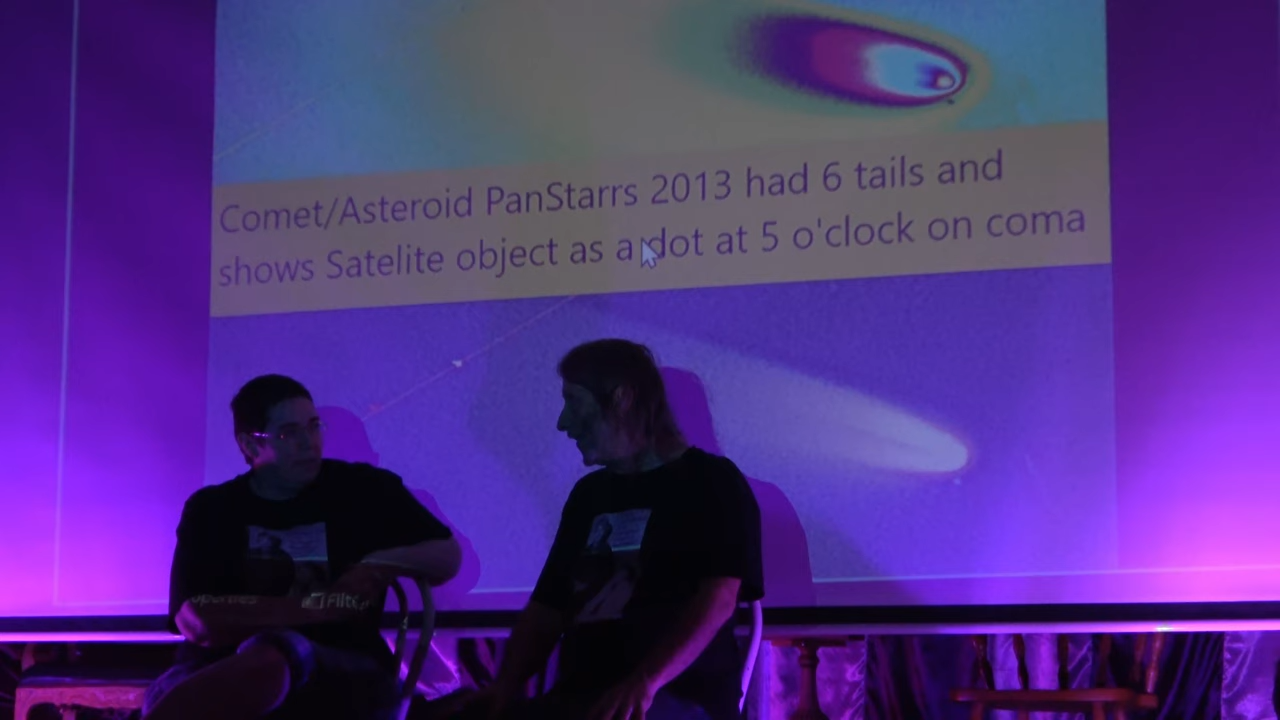 Comet/Asteroid PanStarrs 2013 had 6 tails and
shows Satelite object as a dot at 5 o'clock on coma